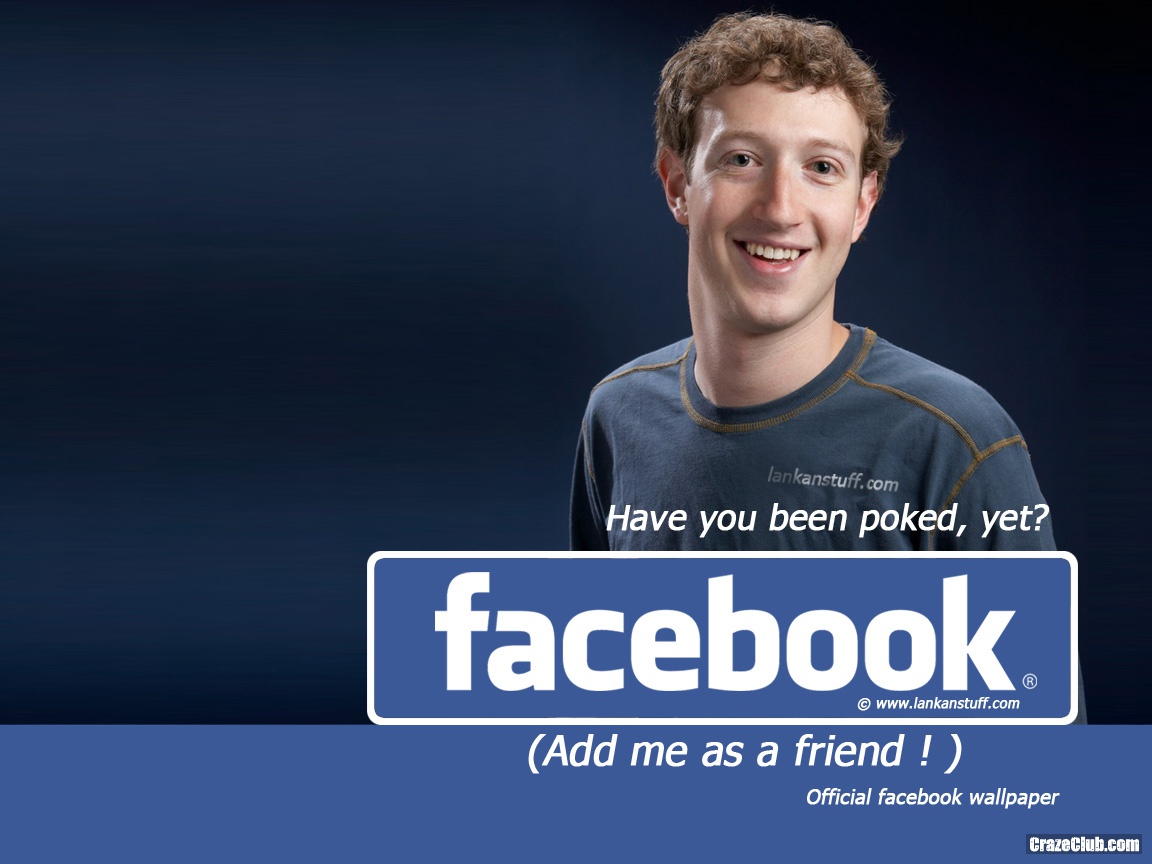 lankanstuff.com
Have you been poked, yet?
facebook®
© www.lankanstuff.com
(Add me as a friend ! )
Official facebook wallpaper
CrazeClub.com